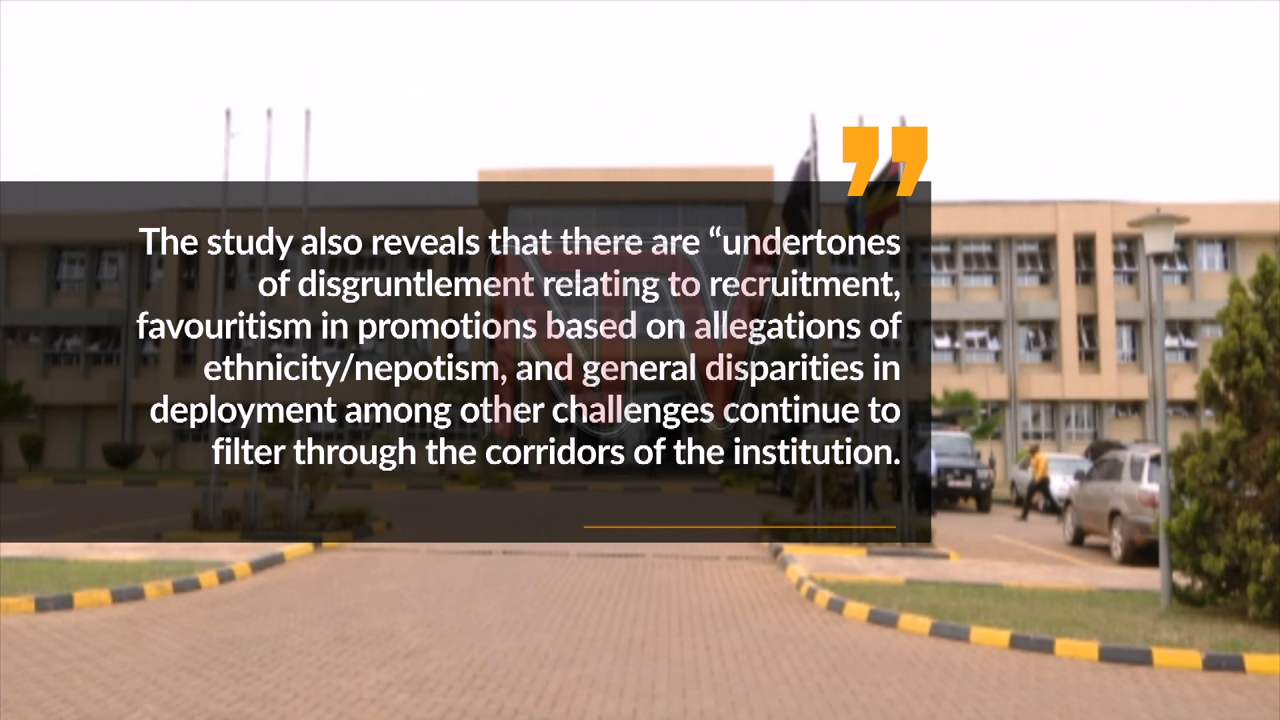 The study also reveals that there are “undertones
of disgruntlement relating to recruitment,
favouritism in promotions based on allegations of
ethnicity/nepotism, and general disparities in
deployment among other challenges continue to
filter through the corridors of the institution.